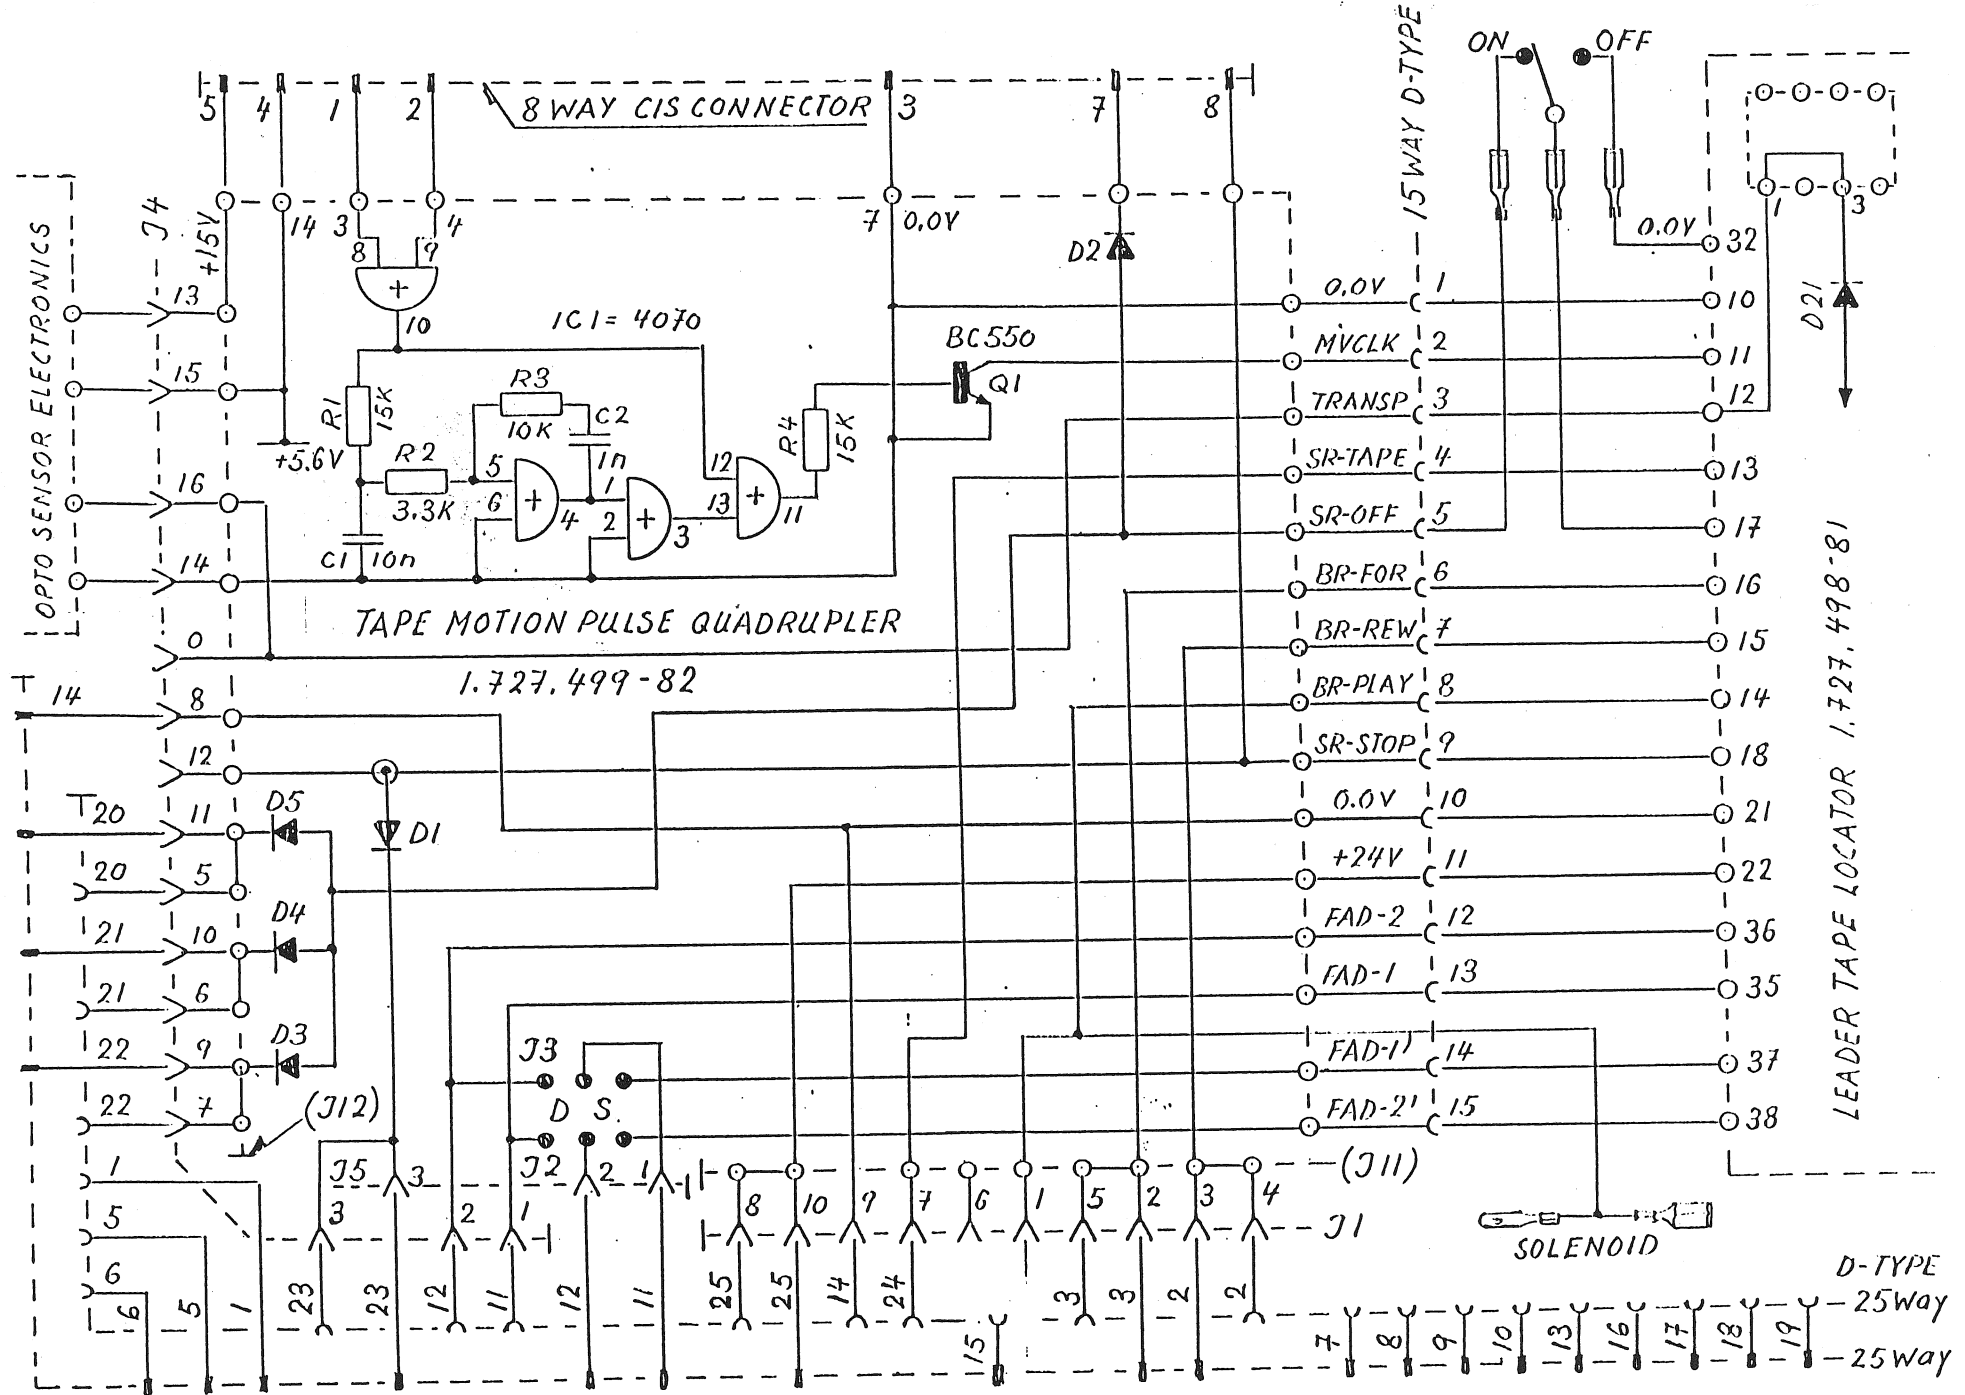 ON OFF
15 WAY D-TYPE
5 4 1 2 8 WAY CIS CONNECTOR 3 7 8
J4 +15V 14 3 4 7 0.0V
8 9 D2
1 3
0.0V 32
OPTO SENSOR ELECTRONICS
13 10 IC1 = 4070 0.0V 1 10
D21
BC550 MVCLK 2 11
15 R1 15K R3 10K C2 1n R4 15K Q1 TRANSP 3 12
+5.6V R2 3.3K 5 6 4 1 2 3 12 13 11 SR-TAPE 4 13
16 SR-OFF 5 17
C1 10n
14 BR-FOR 6 16
TAPE MOTION PULSE QUADRUPLER
0 BR-REW 7 15
1.727.499-82
T 14 8 BR-PLAY 8 14
12 SR-STOP 9 18
T 20 11 D5 D1 0.0V 10 21
20 5 +24V 11 22
21 10 D4 FAD-2 12 36
21 6 FAD-1 13 35
22 9 D3 J3 FAD-1' 14 37
22 7 (J12) D S FAD-2' 15 38
LEADER TAPE LOCATOR 1.727.498-81
1 J5 3 J2 2 1 (J11)
3 2 1 8 10 9 7 6 1 5 2 3 4 J1
5 SOLENOID
6 D-TYPE
6 5 1 23 23 12 11 12 11 25 25 14 24 3 3 2 2 25 Way
15 7 8 9 10 13 16 17 18 19 25 Way